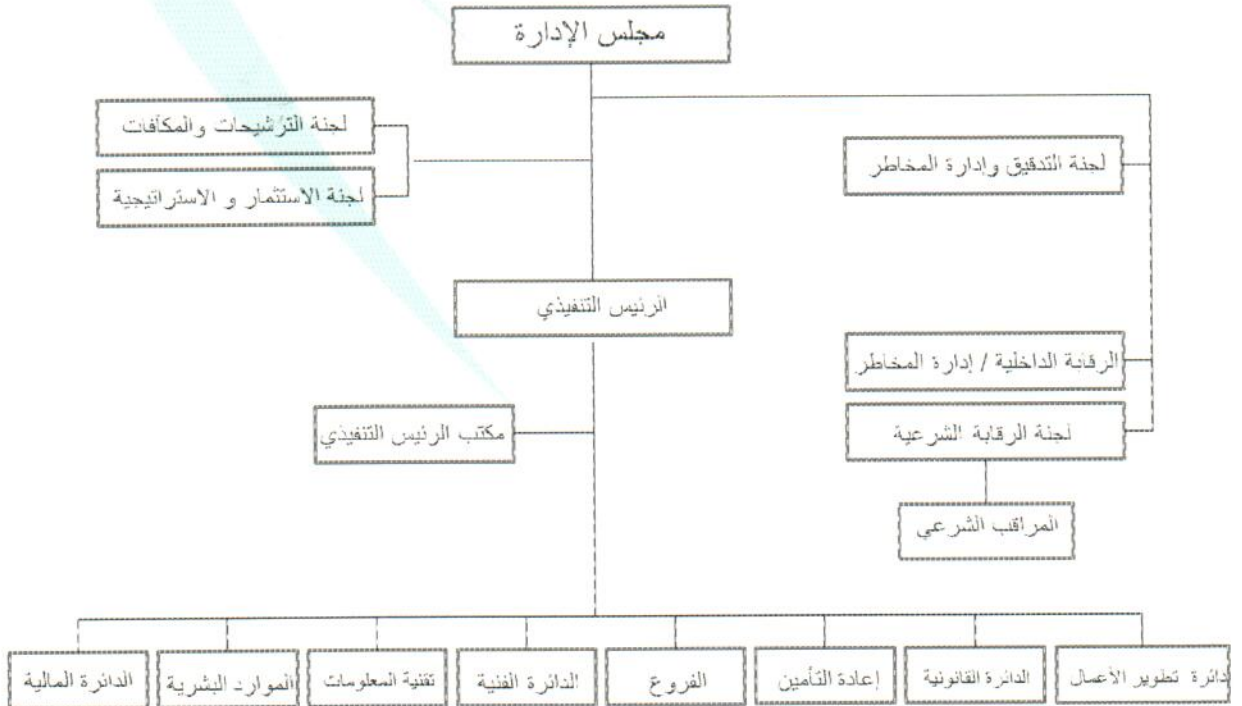 مجلس الإدارة
لجنة الترشيحات والمكافآت
لجنة التدقيق وإدارة المخاطر
لجنة الاستثمار و الاستراتيجية
الرئيس التنفيذي
الرقابة الداخلية / إدارة المخاطر
مكتب الرئيس التنفيذي
لجنة الرقابة الشرعية
المراقب الشرعي
دائرة تطوير الأعمال
الدائرة القانونية
إعادة التأمين
الفروع
الدائرة الفنية
تقنية المعلومات
الموارد البشرية
الدائرة المالية